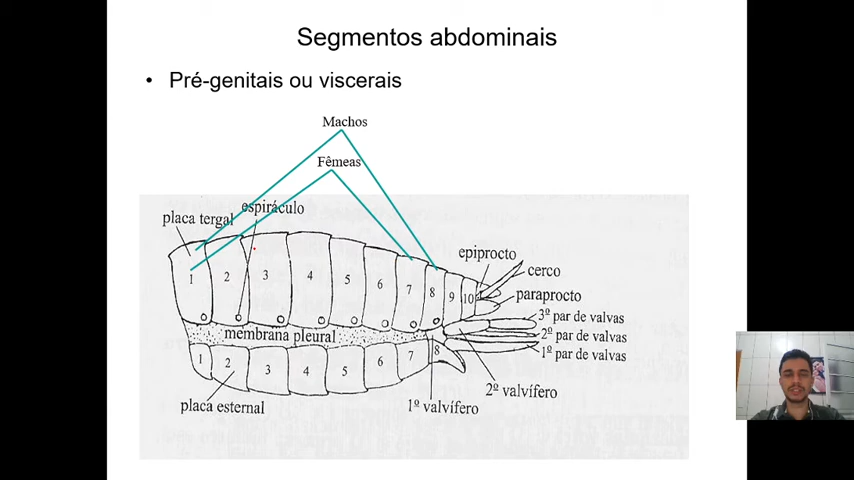 Segmentos abdominais
• Pré-genitais ou viscerais
Machos
Fêmeas
placa tergal
espiráculo
epiprocto
cerco
paraprocto
1 2 3 4 5 6 7 8 9 10
3º par de valvas
2º par de valvas
1º par de valvas
membrana pleural
1 2 3 4 5 6 7 8
2º valvífero
placa esternal
1º valvífero